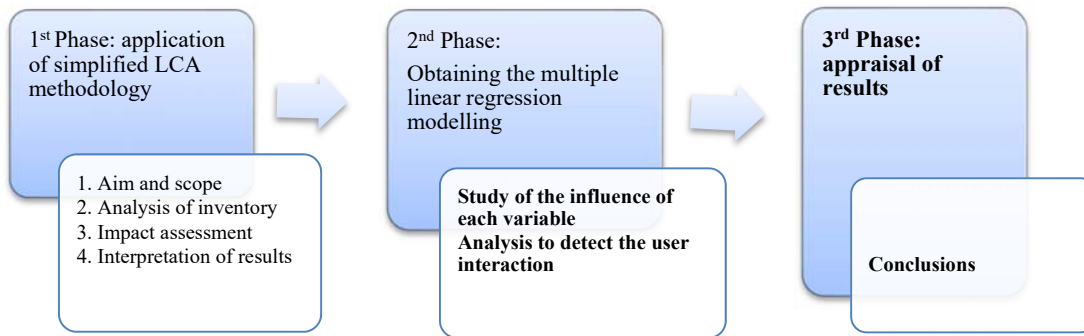 1st Phase: application
of simplified LCA
methodology
1. Aim and scope
2. Analysis of inventory
3. Impact assessment
4. Interpretation of results
2nd Phase:
Obtaining the multiple
linear regression
modelling
Study of the influence of
each variable
Analysis to detect the user
interaction
3rd Phase:
appraisal of
results
Conclusions